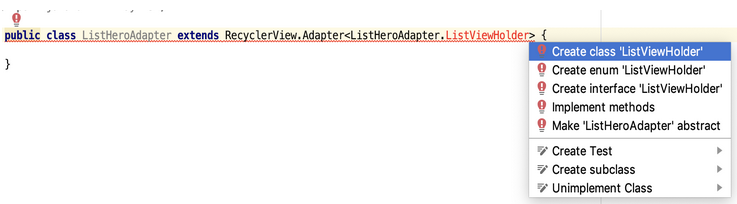 public class ListHeroAdapter extends RecyclerView.Adapter<ListHeroAdapter.ListViewHolder> {
}
Create class 'ListViewHolder'
Create enum 'ListViewHolder'
Create interface 'ListViewHolder'
Implement methods
Make 'ListHeroAdapter' abstract
Create Test
Create subclass
Unimplement Class